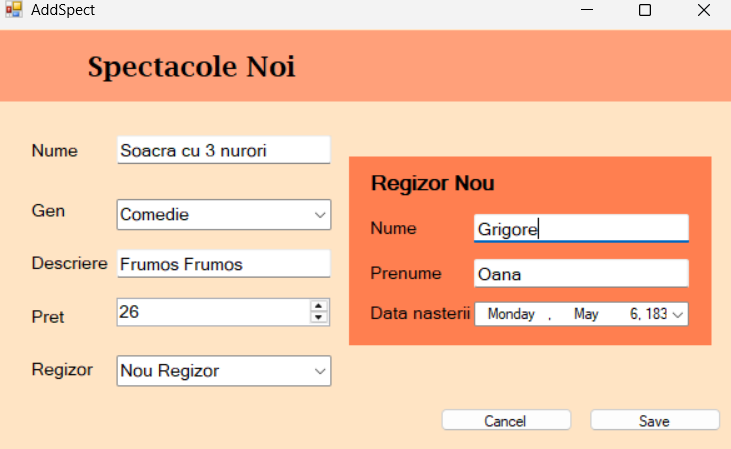 AddSpect
Spectacole Noi
Nume Soacra cu 3 nurori
Gen Comedie
Descriere Frumos Frumos
Pret 26
Regizor Nou Regizor
Regizor Nou
Nume Grigore
Prenume Oana
Data nasterii Monday , May 6, 183
Cancel Save